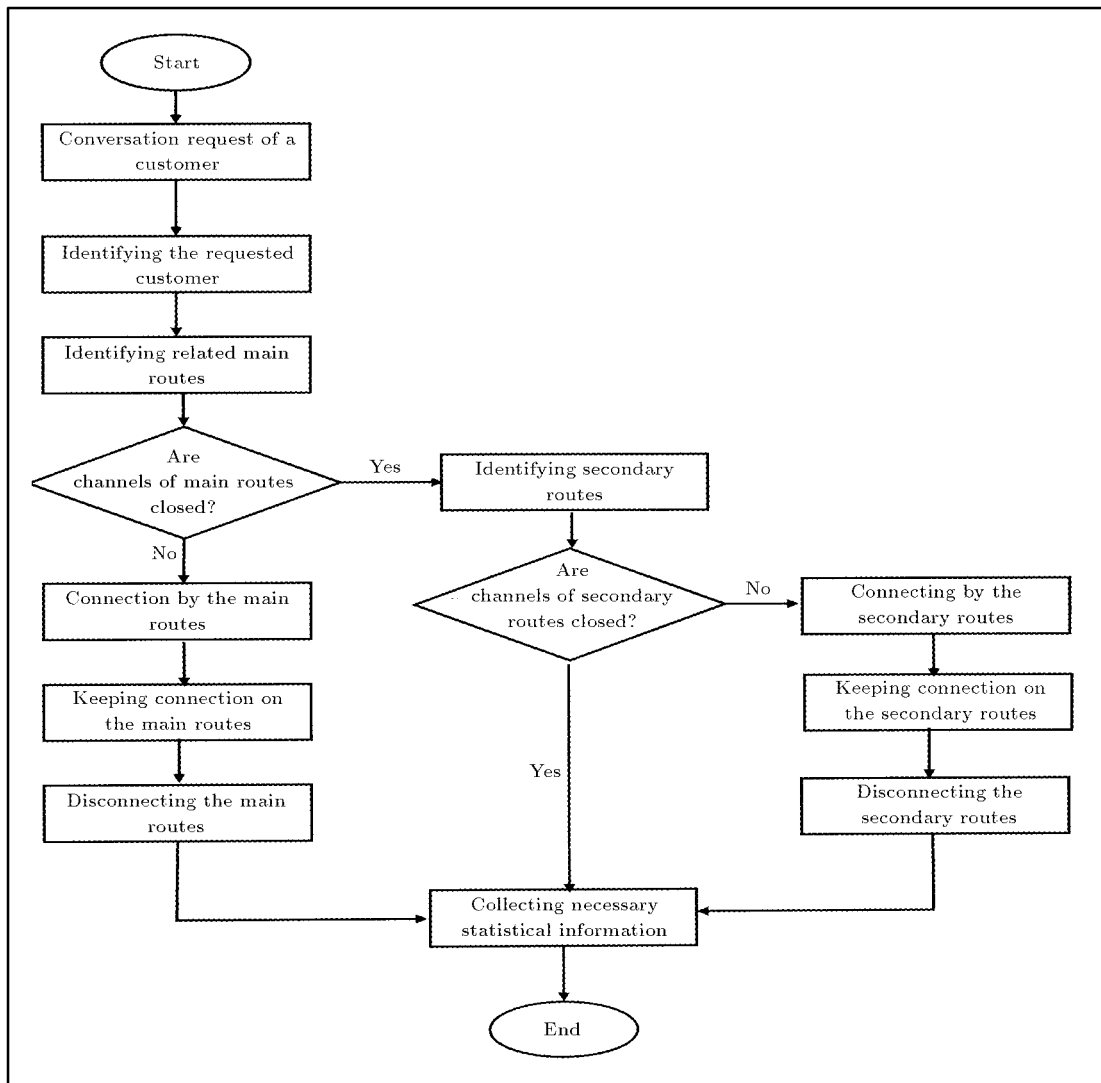 Start
Conversation request of a
customer
Identifying the requested
customer
Identifying related main
routes
Are
channels of main routes
closed?
Yes
No
Identifying secondary
routes
Are
channels of secondary
routes closed?
No
Yes
Connection by the main
routes
Keeping connection on
the main routes
Disconnecting the main
routes
Connecting by the
secondary routes
Keeping connection on
the secondary routes
Disconnecting the
secondary routes
Collecting necessary
statistical information
End